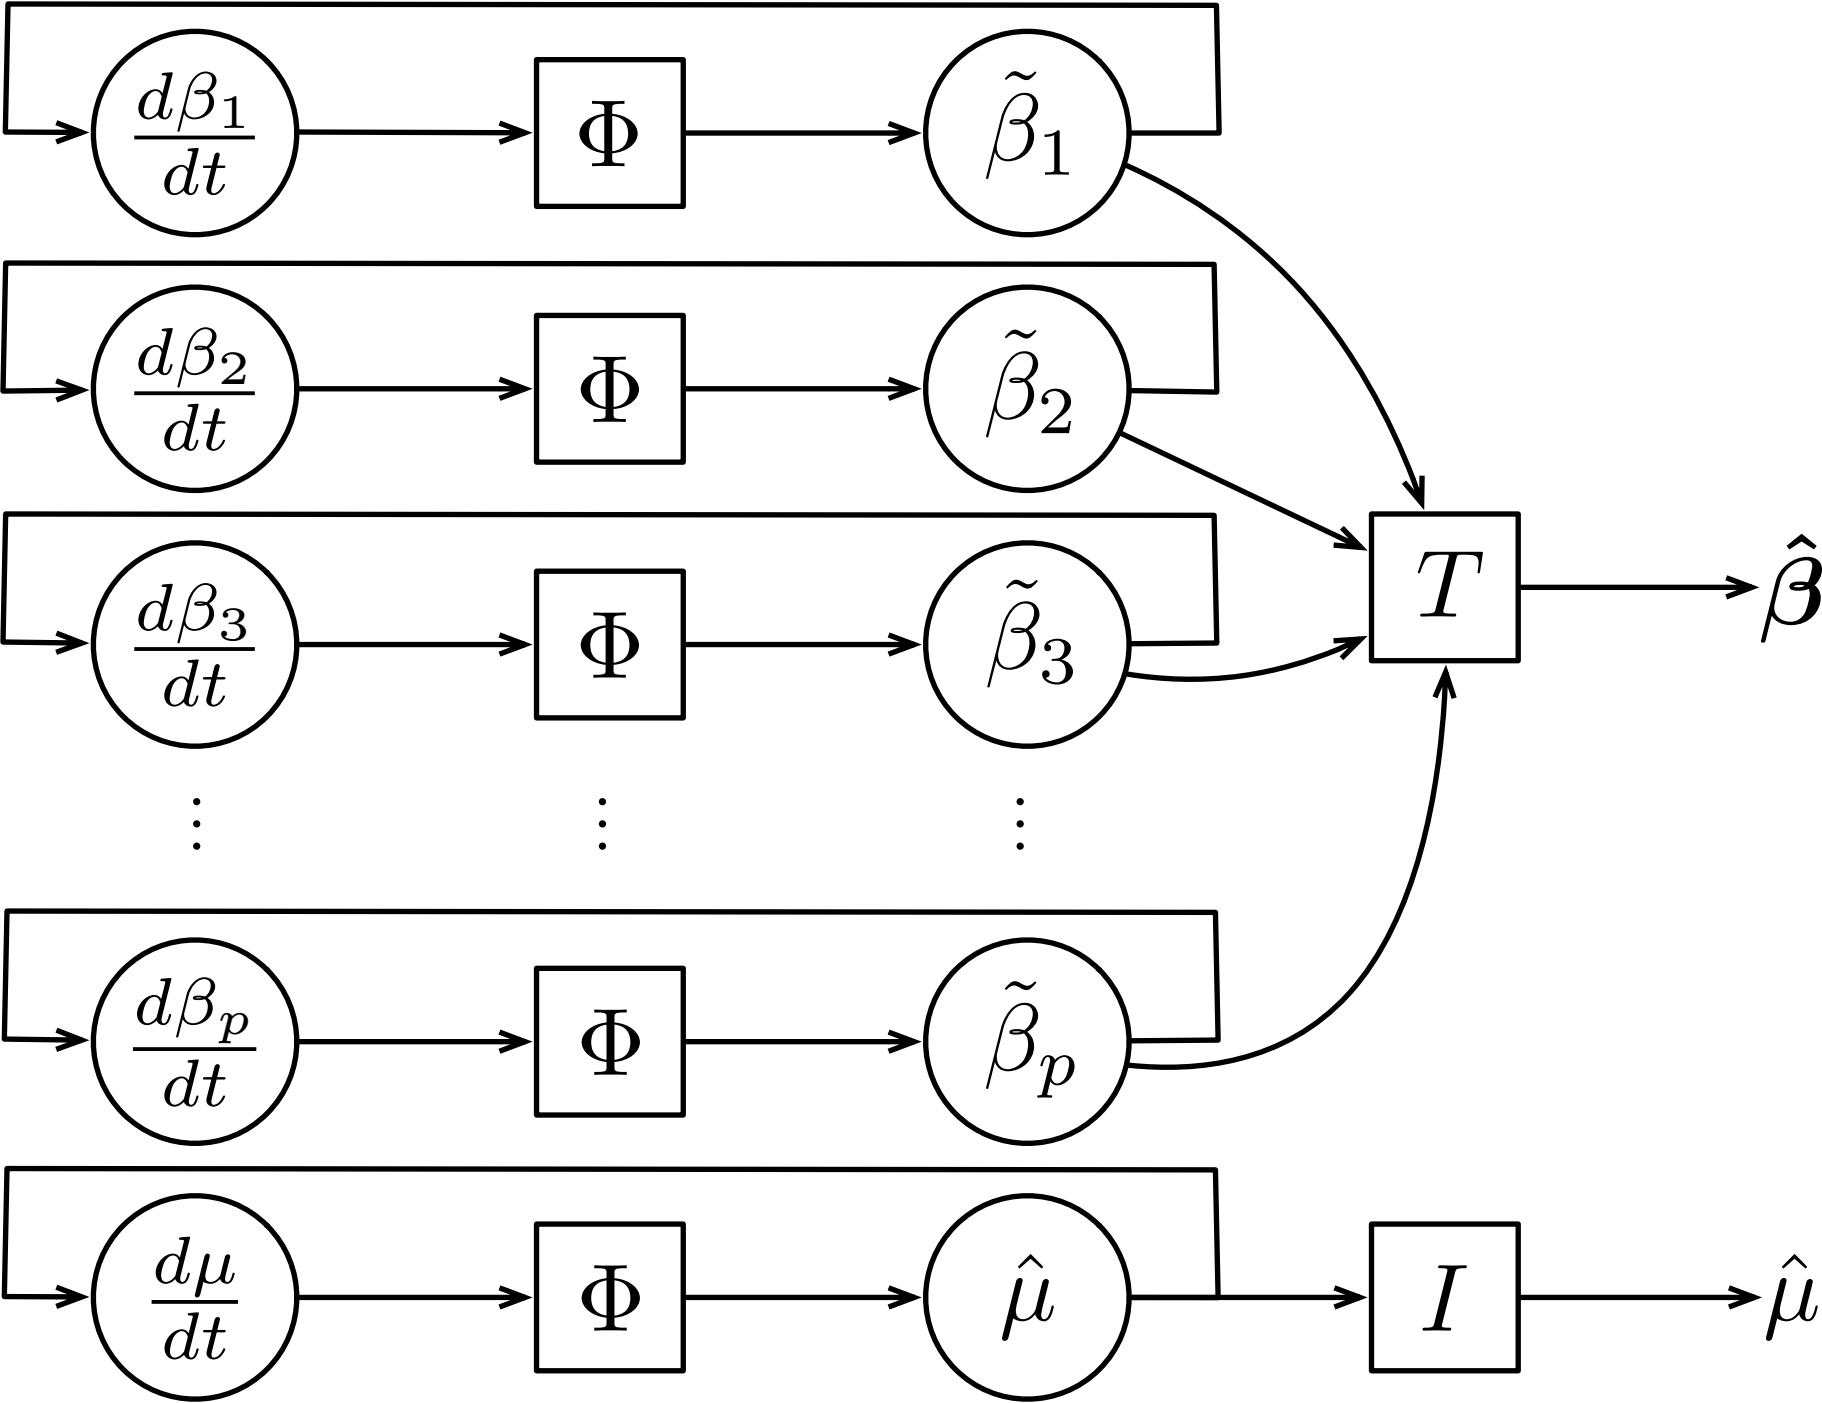 dβ₁/dt Φ β̃₁
dβ₂/dt Φ β̃₂
T 𝛃̂
dβ₃/dt Φ β̃₃
⋮ ⋮ ⋮
dβₚ/dt Φ β̃ₚ
dμ/dt Φ μ̂ I μ̂